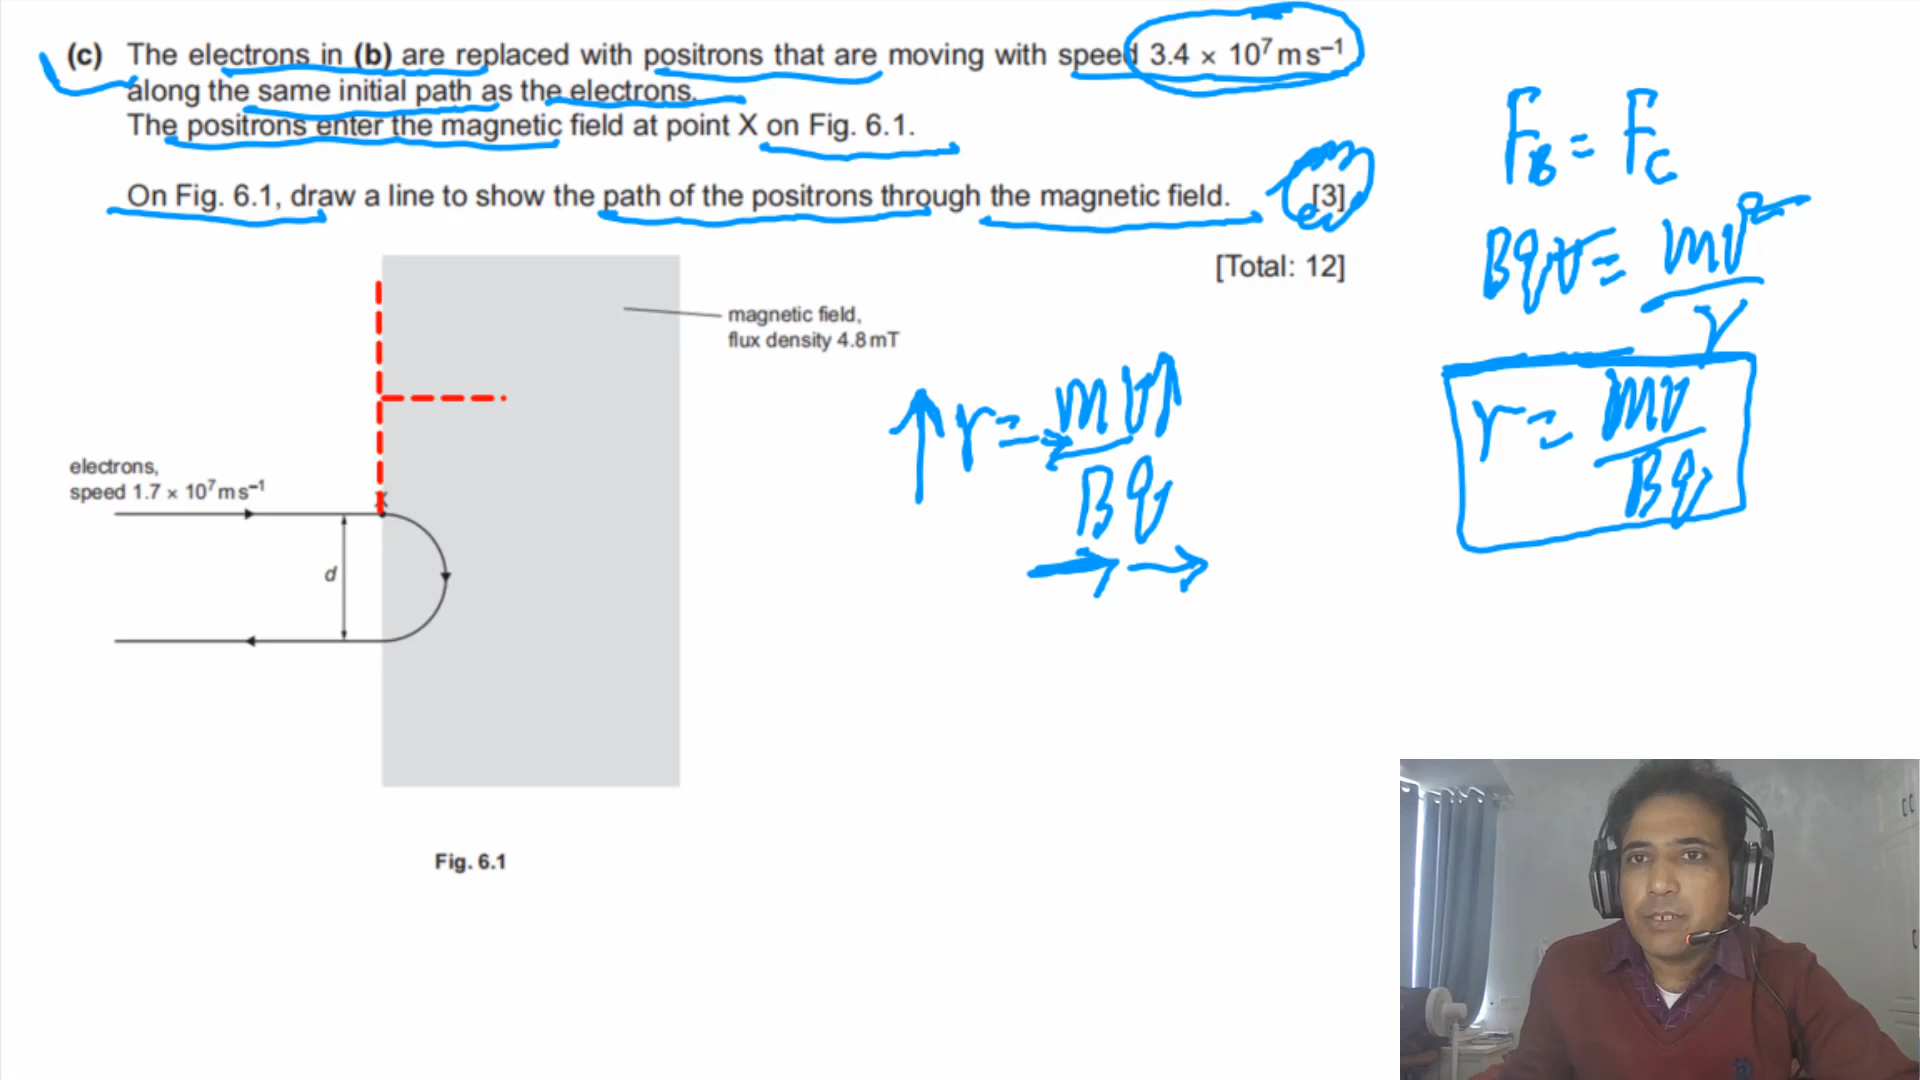 (c) The electrons in (b) are replaced with positrons that are moving with speed 3.4 × 10⁷ m s⁻¹
along the same initial path as the electrons.
The positrons enter the magnetic field at point X on Fig. 6.1.
On Fig. 6.1, draw a line to show the path of the positrons through the magnetic field. [3]
[Total: 12]
F_B = F_C
Bqv = mv²/r
r = mv/Bq
magnetic field,
flux density 4.8 mT
↑ r = mv↑/Bq
electrons,
speed 1.7 × 10⁷ m s⁻¹
X
d
Fig. 6.1